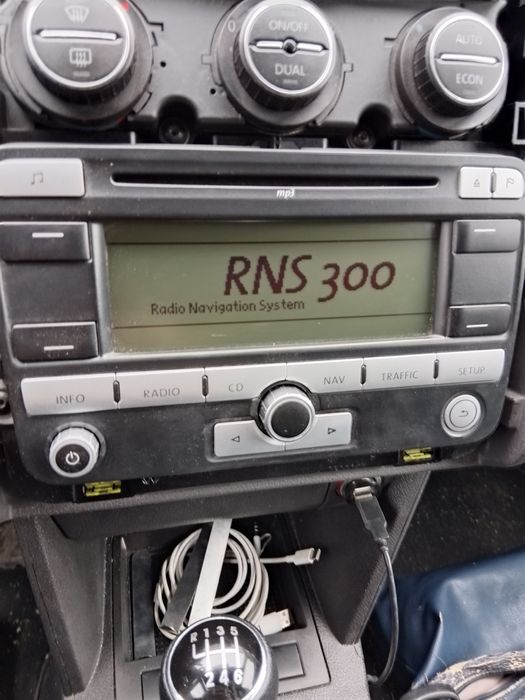 0
ON/OFF
AUTO
DUAL
ECON
mp3
RNS 300
Radio Navigation System
INFO
RADIO
CD
NAV
TRAFFIC
SETUP
R 1 3 5
2 4 6